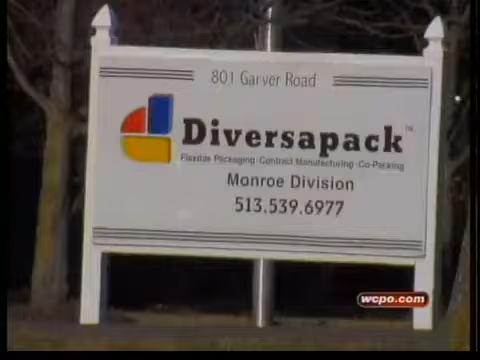 801 Garver Road
Diversapack™
Flexible Packaging·Contract Manufacturing·Co-Packing
Monroe Division
513.539.6977
wcpo.com